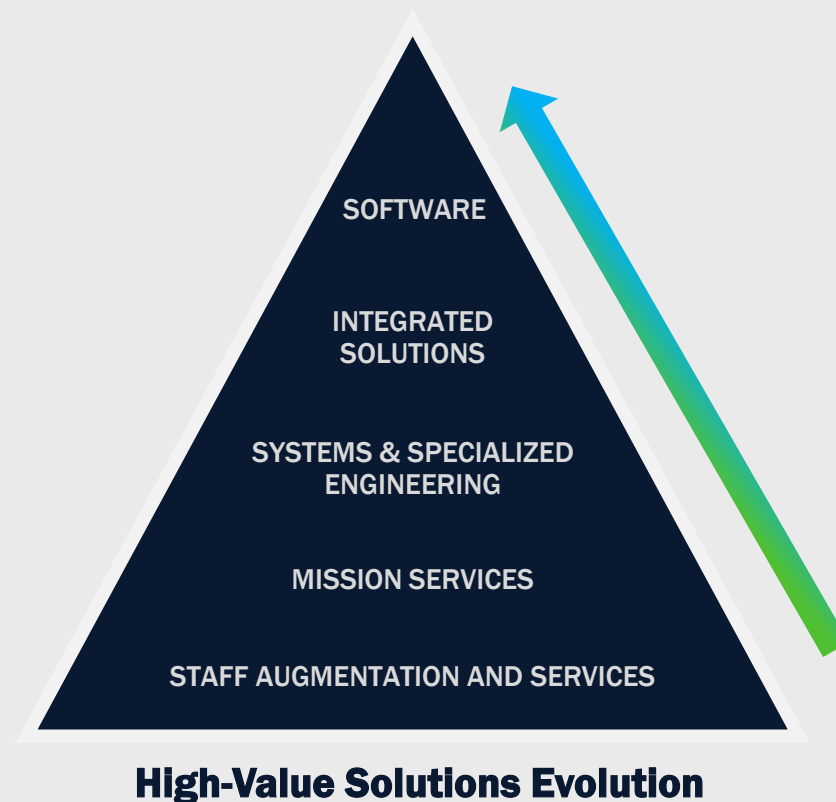 SOFTWARE
INTEGRATED
SOLUTIONS
SYSTEMS & SPECIALIZED
ENGINEERING
MISSION SERVICES
STAFF AUGMENTATION AND SERVICES
High-Value Solutions Evolution